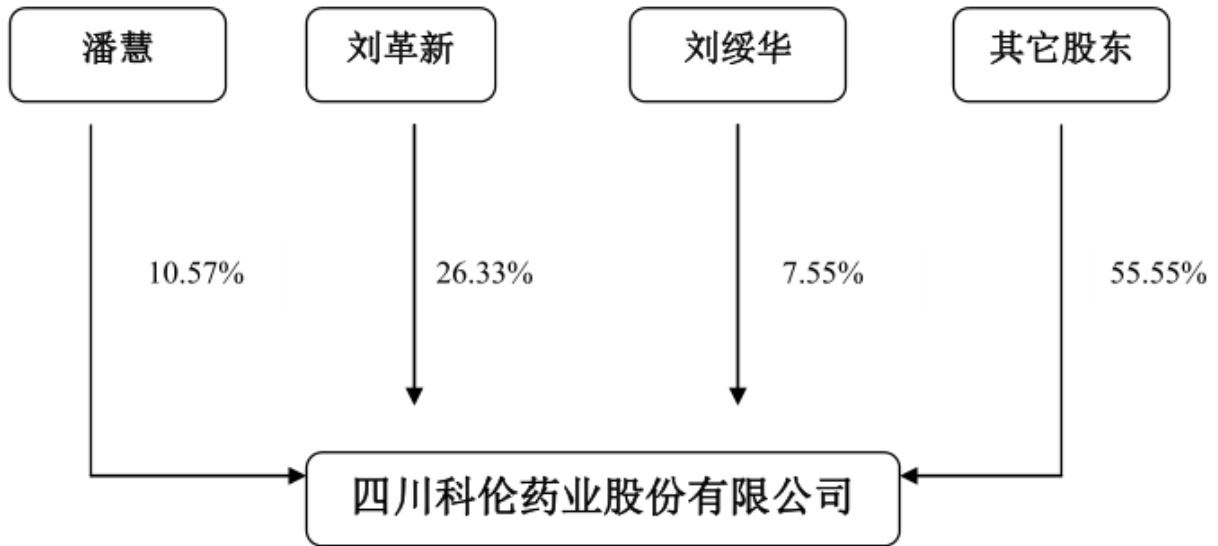 潘慧
刘革新
刘绥华
其它股东
10.57%
26.33%
7.55%
55.55%
四川科伦药业股份有限公司